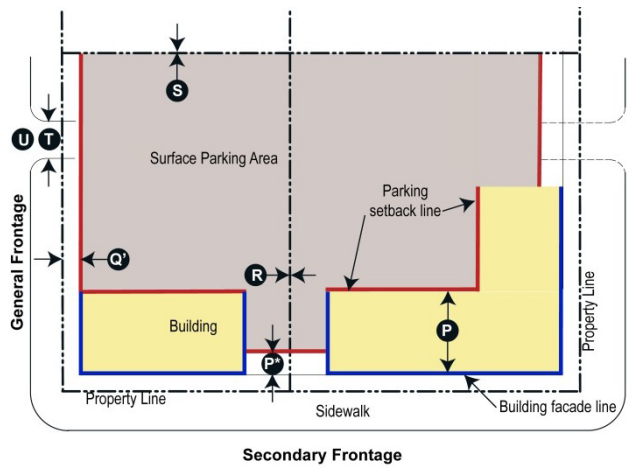 S
U T
Surface Parking Area
Parking
setback line
General Frontage
Q'
R
Building
P
P*
Property Line
Property Line
Sidewalk
Building facade line
Secondary Frontage